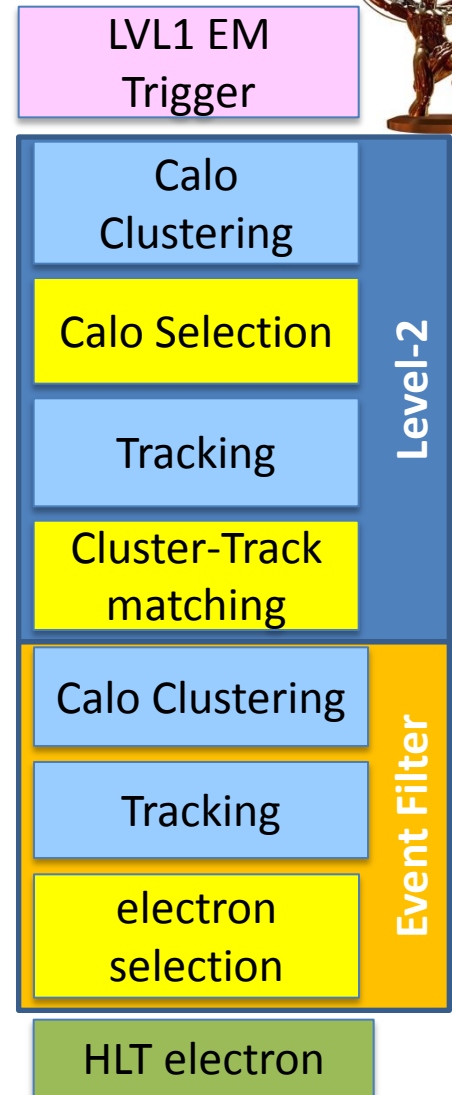 LVL1 EM
Trigger
Calo
Clustering
Calo Selection
Tracking
Cluster-Track
matching
Level-2
Calo Clustering
Tracking
electron
selection
Event Filter
HLT electron